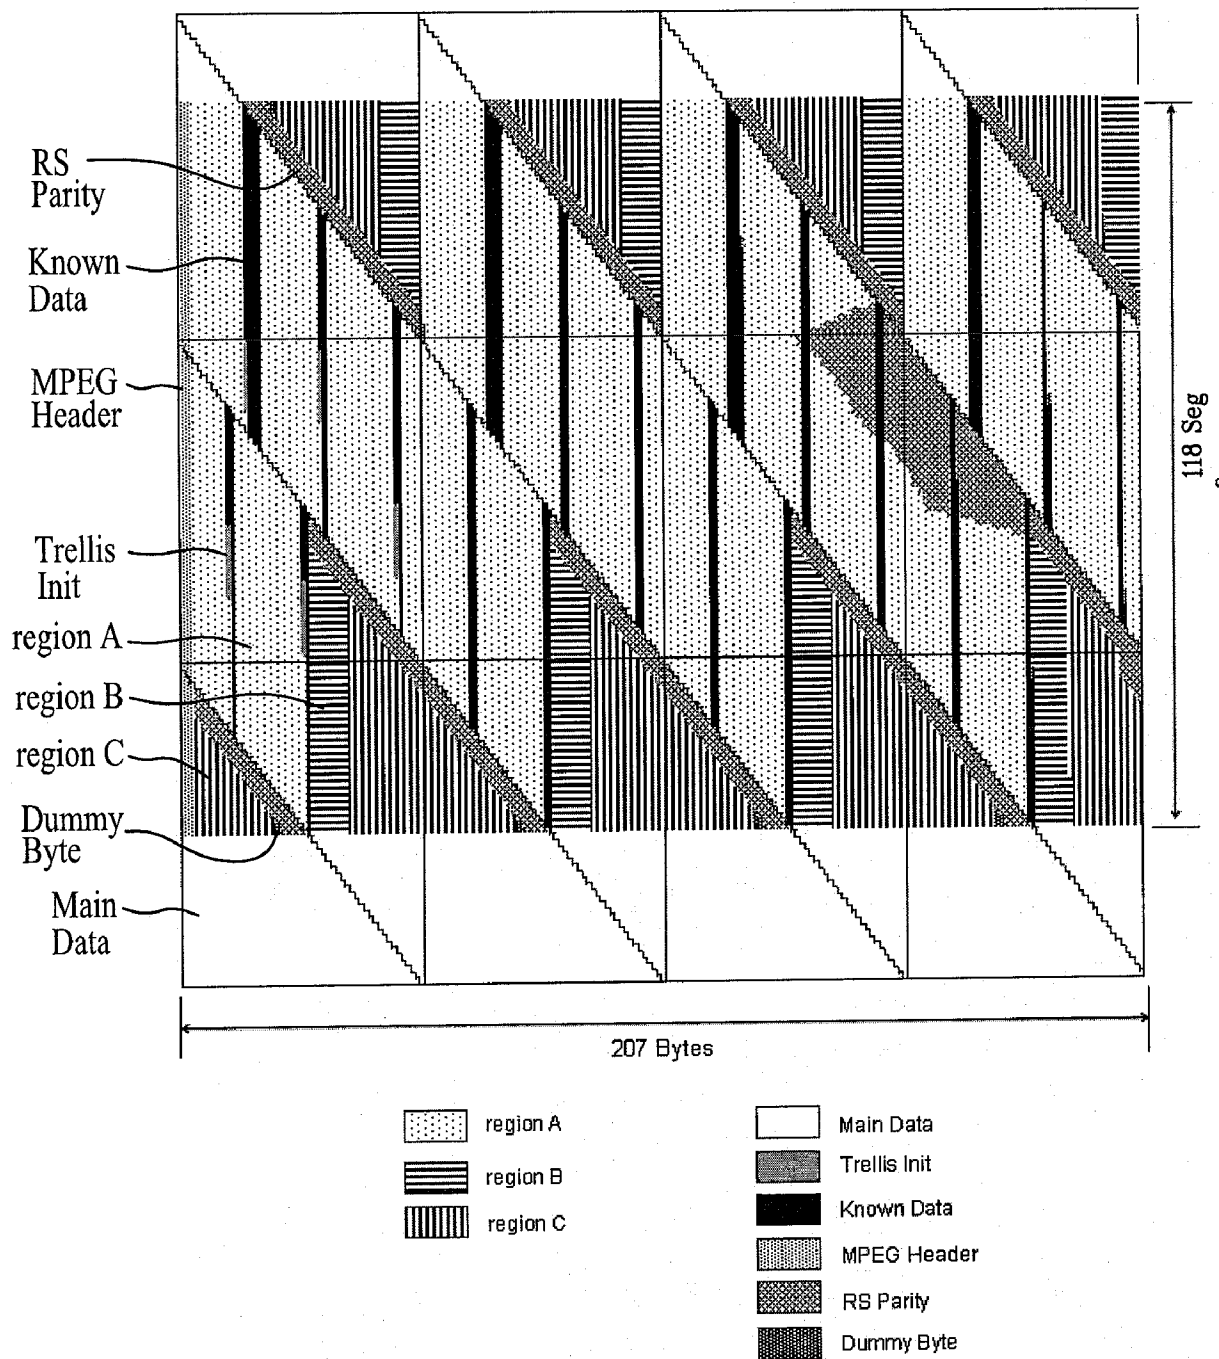 RS
Parity
Known
Data
MPEG
Header
Trellis
Init
region A
region B
region C
Dummy
Byte
Main
Data
118 Seg
207 Bytes
region A
region B
region C
Main Data
Trellis Init
Known Data
MPEG Header
RS Parity
Dummy Byte